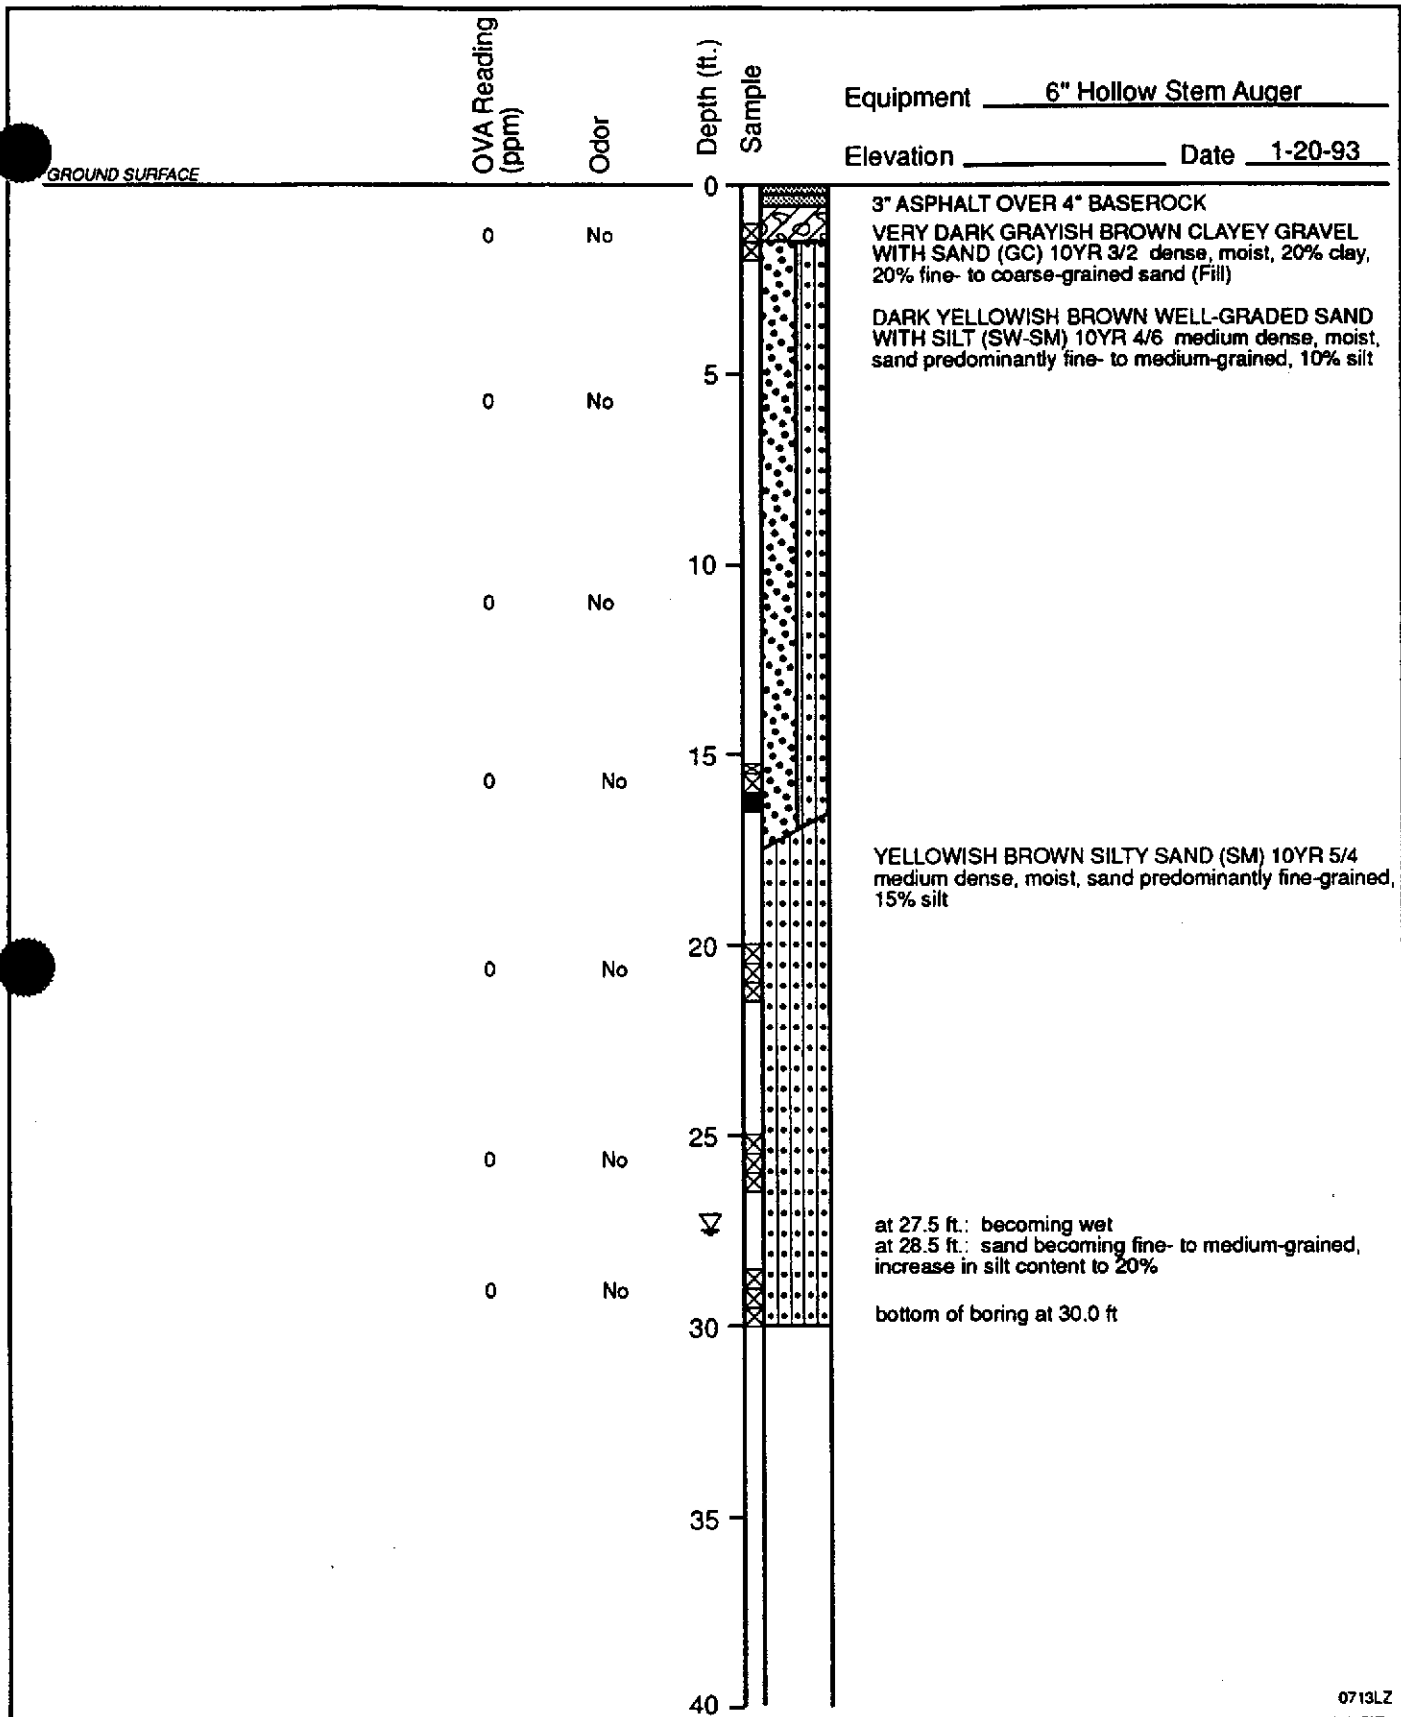 OVA Reading
(ppm)
Odor
Depth (ft.)
Sample
Equipment 6" Hollow Stem Auger
Elevation Date 1-20-93
GROUND SURFACE
0
3" ASPHALT OVER 4" BASEROCK
0 No
VERY DARK GRAYISH BROWN CLAYEY GRAVEL
WITH SAND (GC) 10YR 3/2 dense, moist, 20% clay,
20% fine- to coarse-grained sand (Fill)
DARK YELLOWISH BROWN WELL-GRADED SAND
WITH SILT (SW-SM) 10YR 4/6 medium dense, moist,
sand predominantly fine- to medium-grained, 10% silt
5
0 No
10
0 No
15
0 No
YELLOWISH BROWN SILTY SAND (SM) 10YR 5/4
medium dense, moist, sand predominantly fine-grained,
15% silt
20
0 No
25
0 No
at 27.5 ft.: becoming wet
at 28.5 ft.: sand becoming fine- to medium-grained,
increase in silt content to 20%
0 No
bottom of boring at 30.0 ft
30
35
40
0713LZ